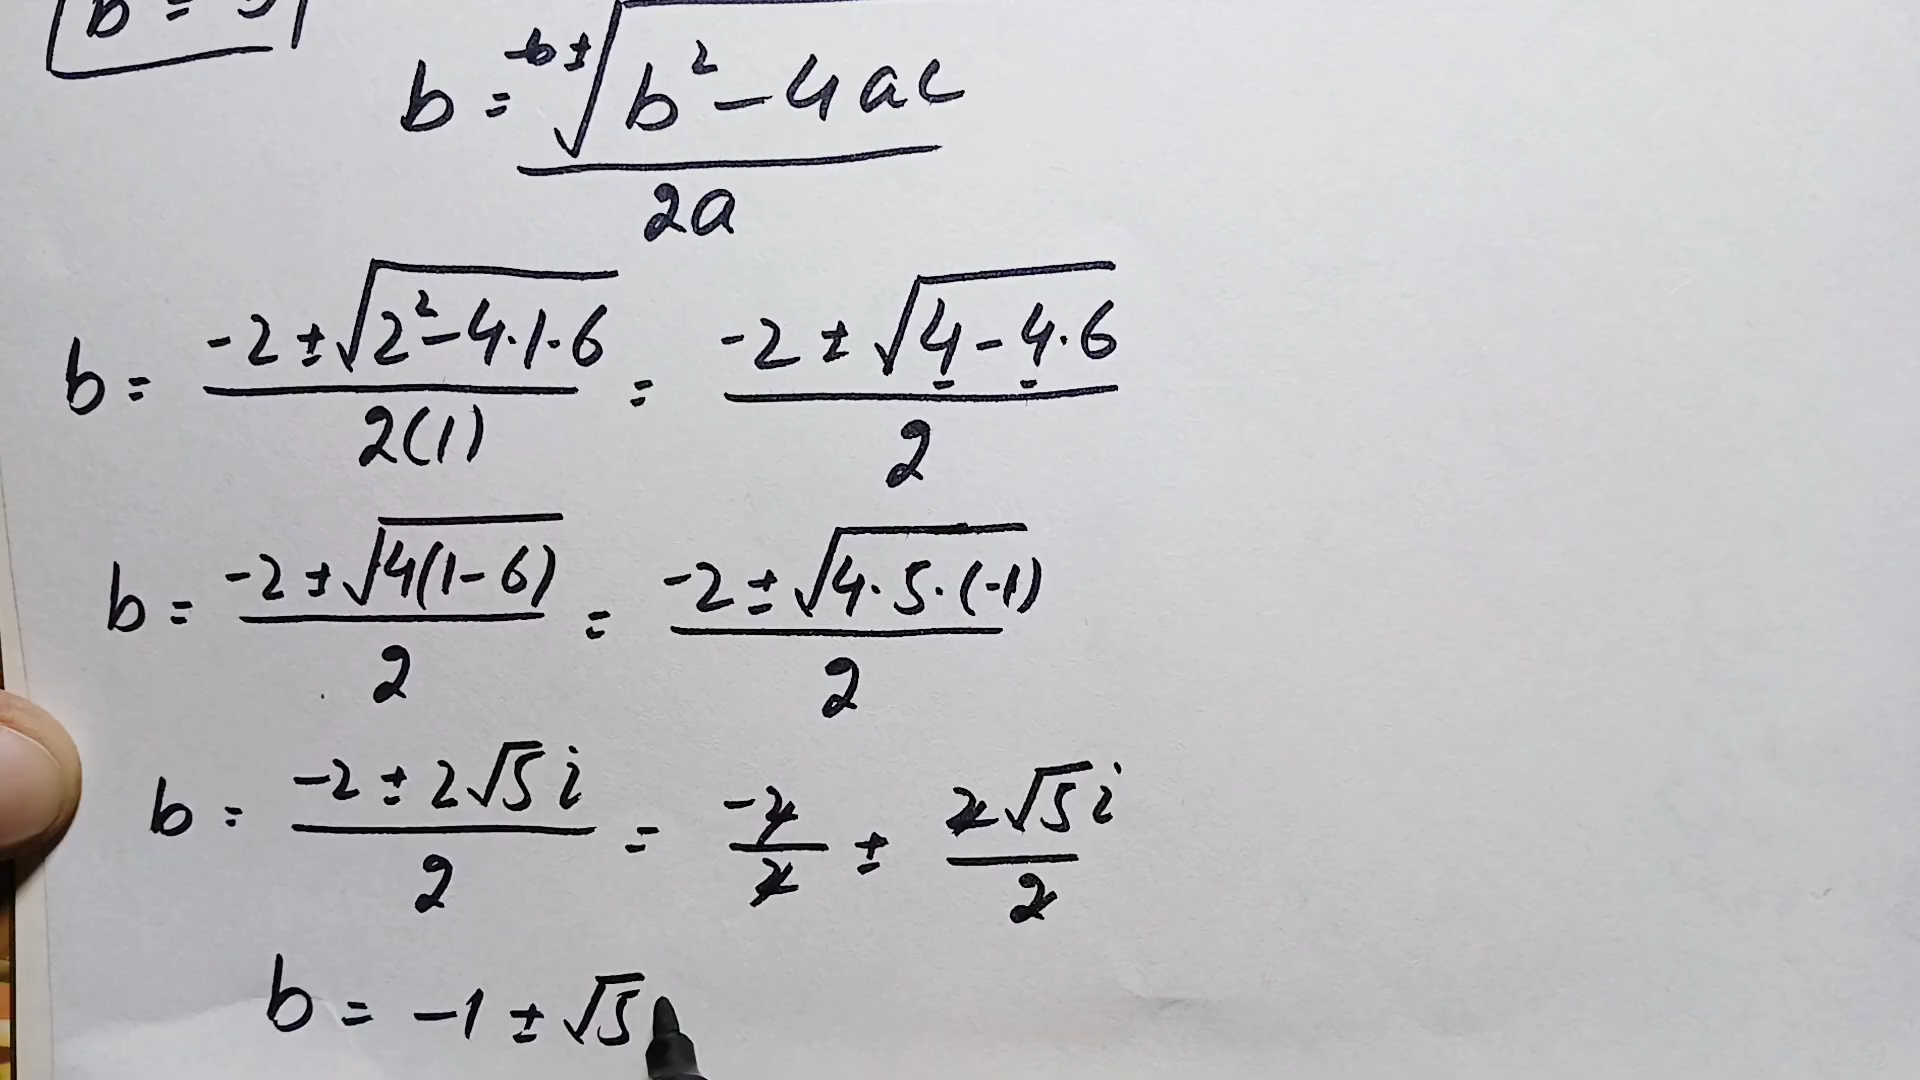 b =
b = -b ± √(b² - 4ac) / 2a
b = (-2 ± √(2² - 4·1·6)) / 2(1) = (-2 ± √(4 - 4·6)) / 2
b = (-2 ± √(4(1-6))) / 2 = (-2 ± √(4·5·(-1))) / 2
b = (-2 ± 2√5 i) / 2 = -2/2 ± 2√5 i / 2
b = -1 ± √5